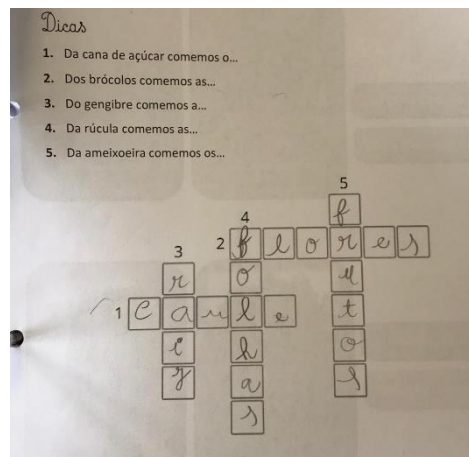 Dicas
1. Da cana de açúcar comemos o...
2. Dos brócolos comemos as...
3. Do gengibre comemos a...
4. Da rúcula comemos as...
5. Da ameixoeira comemos os...
5
4
f
3
2 flores
r
o
u
1 Caule
t
i
h
o
z
a
s
s